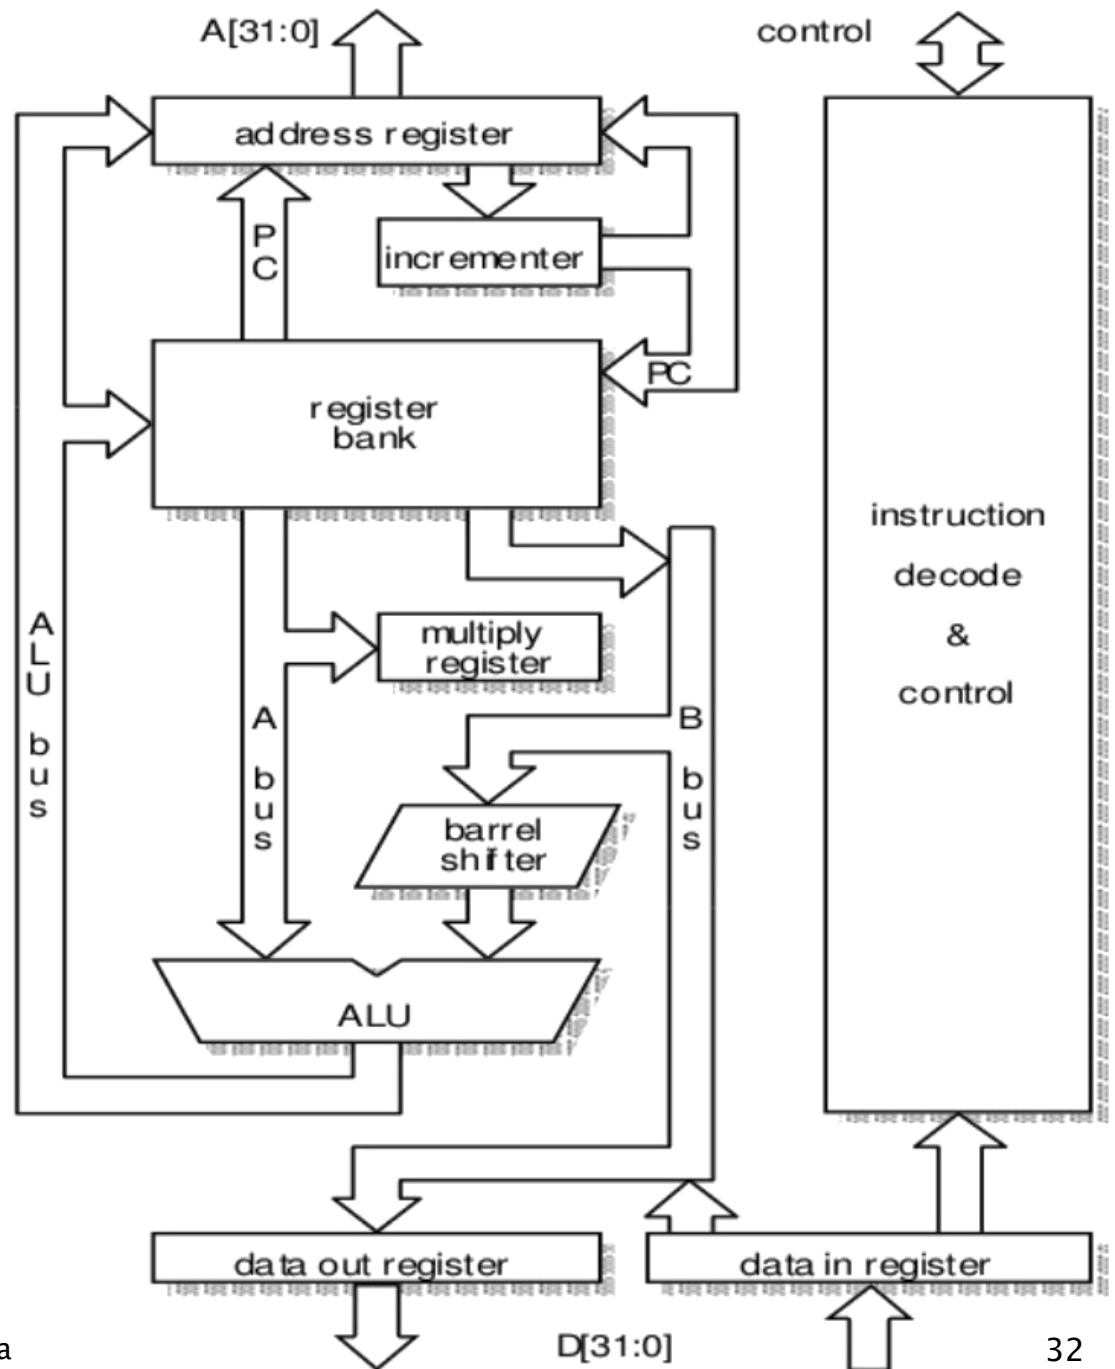 A[31:0]
control
address register
P
C
incrementer
PC
register
bank
instruction
decode
&
control
multiply
register
A
L
U
b
u
s
A
b
u
s
B
b
u
s
barrel
shifter
ALU
data out register
data in register
D[31:0]
a
32